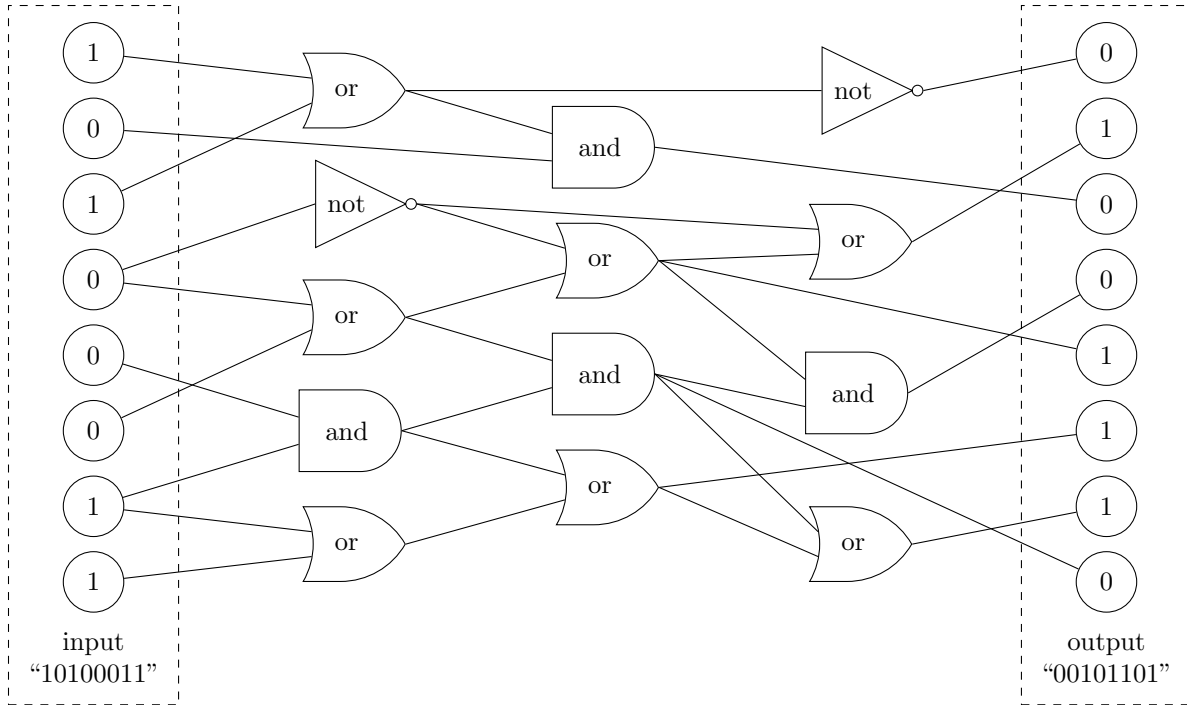 1
0
1
0
0
0
1
1
input
“10100011”
or
not
or
and
or
and
or
and
or
not
or
and
or
0
1
0
0
1
1
1
0
output
“00101101”